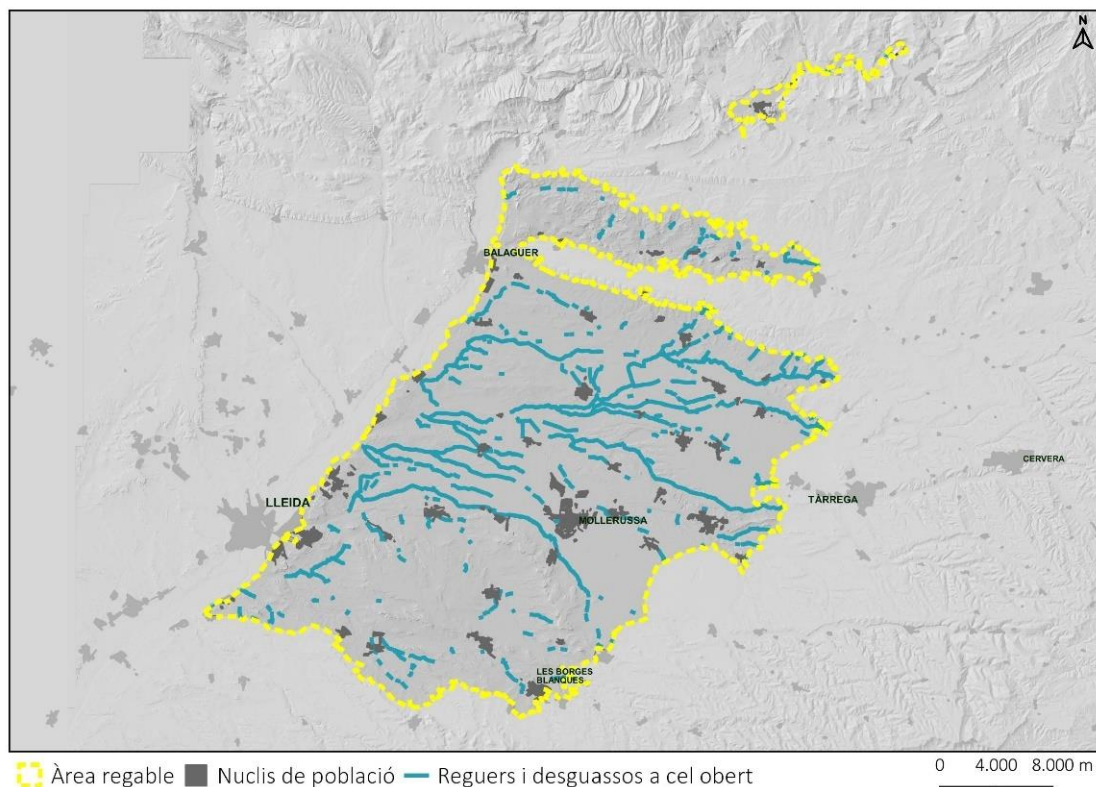 N
BALAGUER
CERVERA
LLEIDA
TÀRREGA
MOLLERUSSA
LES BORGES
BLANQUES
Àrea regable
Nuclis de població
Reguers i desguassos a cel obert
0 4.000 8.000 m